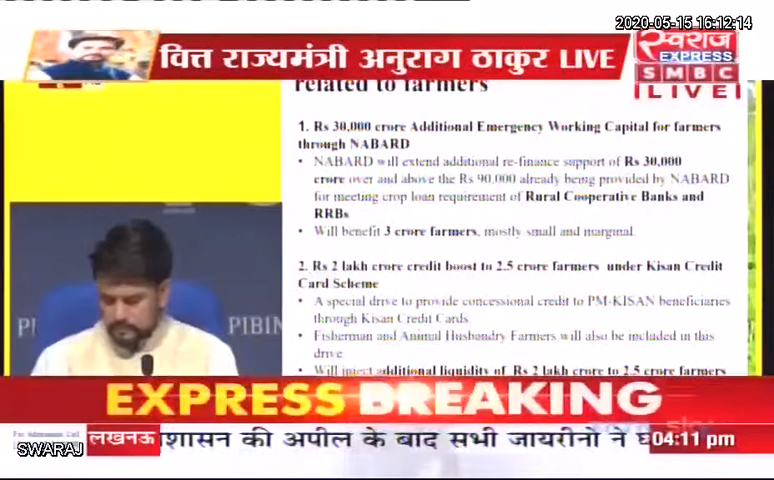 2020-05-15 16:12:14
वित्त राज्यमंत्री अनुराग ठाकुर LIVE
स्वराज
EXPRESS
SMBC
LIVE
related to farmers
1. Rs 30,000 crore Additional Emergency Working Capital for farmers
through NABARD
• NABARD will extend additional re-finance support of Rs 30,000
crore over and above the Rs 90,000 already being provided by NABARD
for meeting crop loan requirement of Rural Cooperative Banks and
RRBs
• Will benefit 3 crore farmers, mostly small and marginal.
2. Rs 2 lakh crore credit boost to 2.5 crore farmers under Kisan Credit
Card Scheme
• A special drive to provide concessional credit to PM-KISAN beneficiaries
through Kisan Credit Cards.
• Fisherman and Animal Husbandry Farmers will also be included in this
drive
• Will inject additional liquidity of Rs 2 lakh crore to 2.5 crore farmers
PIBIN
EXPRESS BREAKING
For Admission Call
लखनऊ
शासन की अपील के बाद सभी जायरीनो ने
04:11 pm
SWARAJ